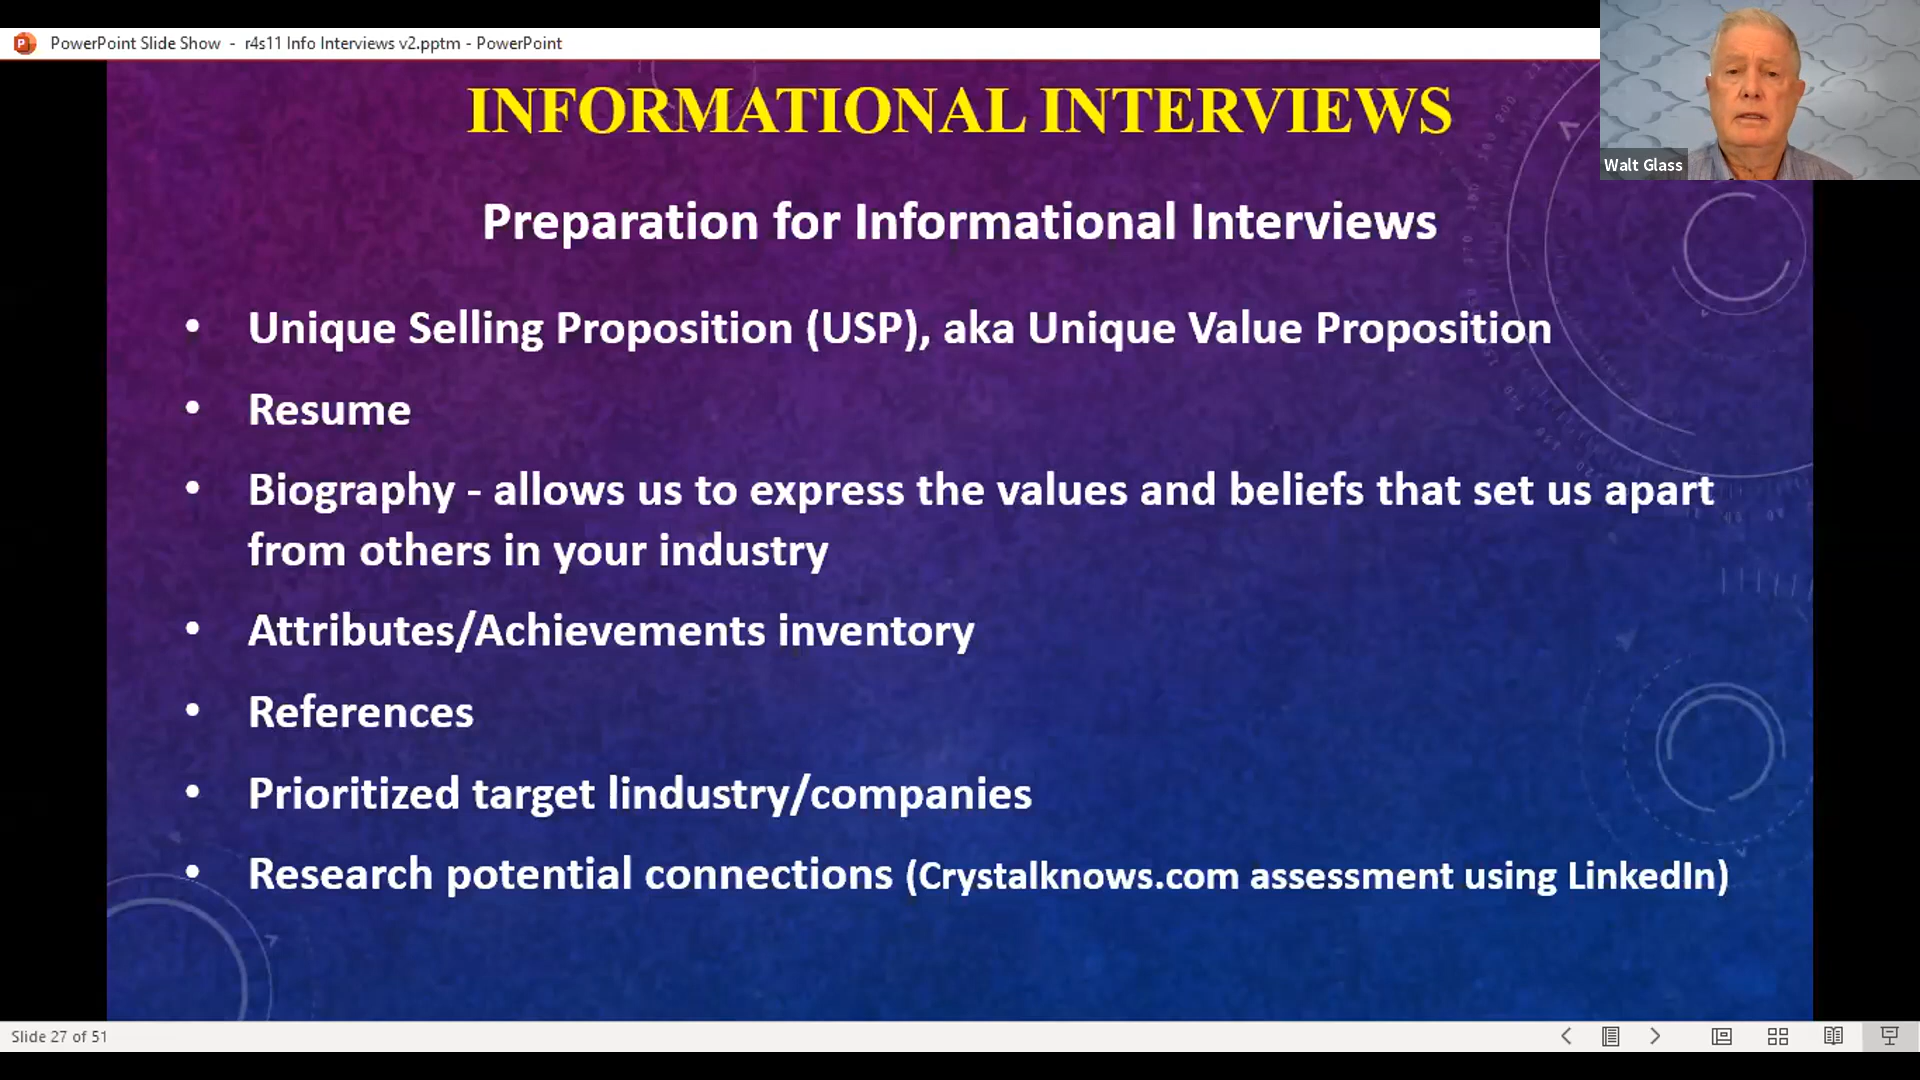 PowerPoint Slide Show - r4s11 Info Interviews v2.pptm - PowerPoint
INFORMATIONAL INTERVIEWS
Walt Glass
Preparation for Informational Interviews
• Unique Selling Proposition (USP), aka Unique Value Proposition
• Resume
• Biography - allows us to express the values and beliefs that set us apart
from others in your industry
• Attributes/Achievements inventory
• References
• Prioritized target lindustry/companies
• Research potential connections (Crystalknows.com assessment using LinkedIn)
Slide 27 of 51